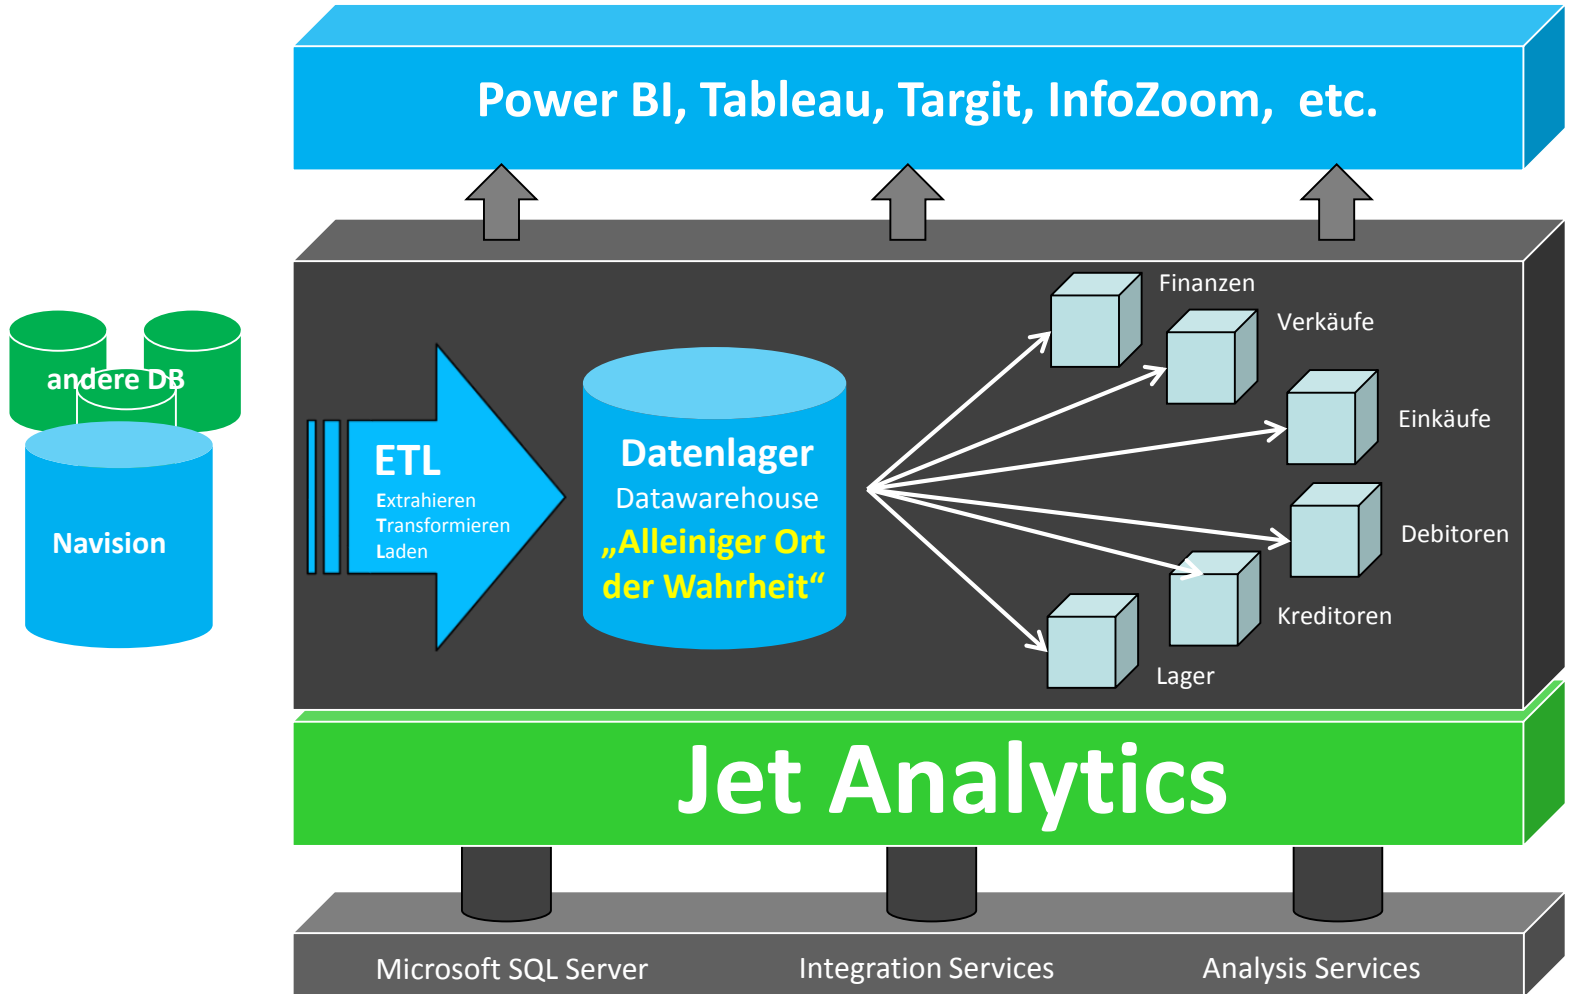 Power BI, Tableau, Targit, InfoZoom, etc.
andere DB
Navision
ETL
Extrahieren
Transformieren
Laden
Datenlager
Datawarehouse
„Alleiniger Ort
der Wahrheit“
Finanzen
Verkäufe
Einkäufe
Debitoren
Kreditoren
Lager
Jet Analytics
Microsoft SQL Server
Integration Services
Analysis Services